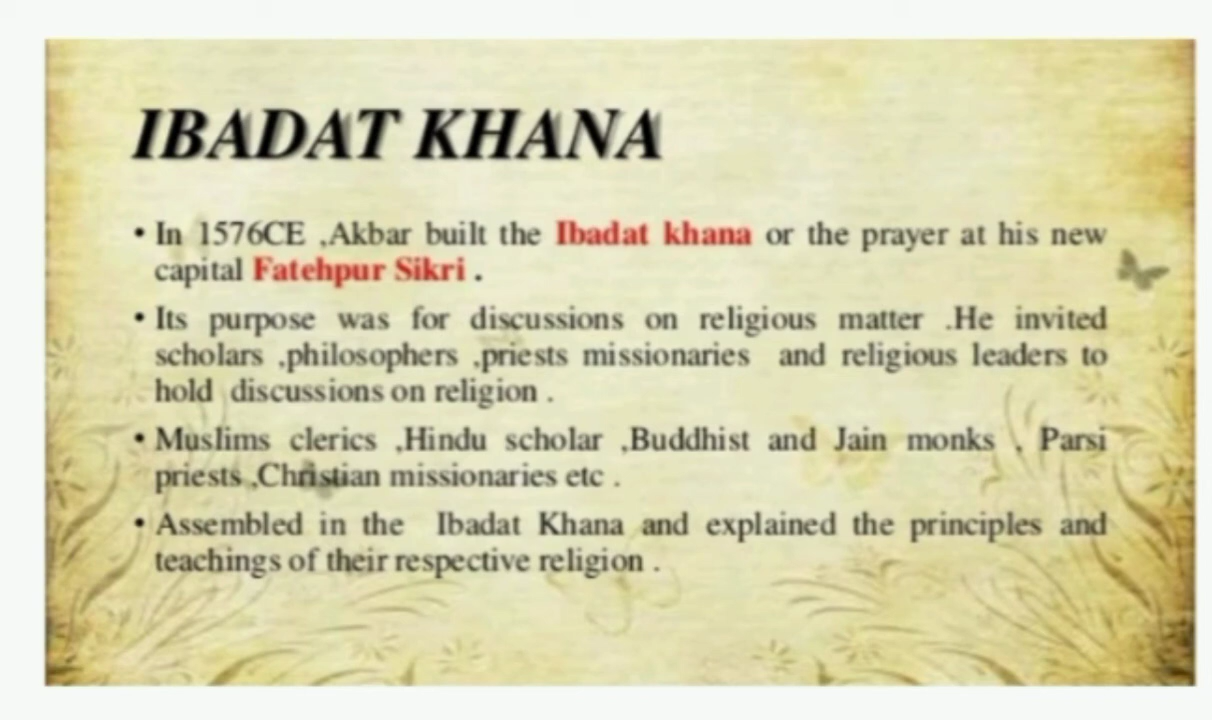 IBADAT KHANA
• In 1576CE ,Akbar built the Ibadat khana or the prayer at his new
capital Fatehpur Sikri .
• Its purpose was for discussions on religious matter .He invited
scholars ,philosophers ,priests missionaries and religious leaders to
hold discussions on religion .
• Muslims clerics ,Hindu scholar ,Buddhist and Jain monks , Parsi
priests ,Christian missionaries etc .
• Assembled in the Ibadat Khana and explained the principles and
teachings of their respective religion .